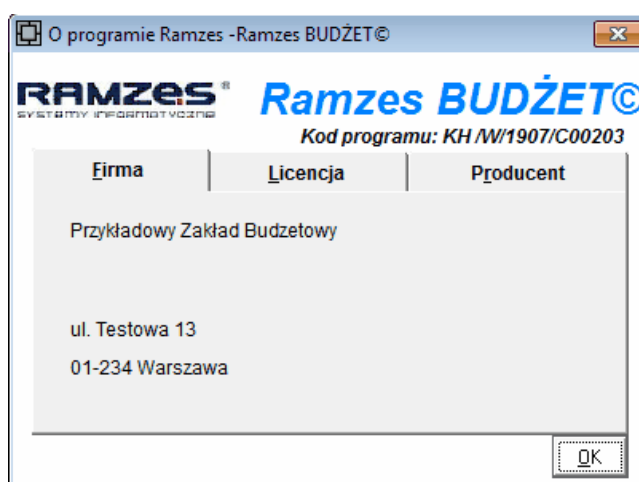 O programie Ramzes -Ramzes BUDŻET©
RAMZES® Ramzes BUDŻET©
SYSTEMY INFORMATYCZNE
Kod programu: KH /W/1907/C00203
Firma Licencja Producent
Przykładowy Zakład Budzetowy
ul. Testowa 13
01-234 Warszawa
OK